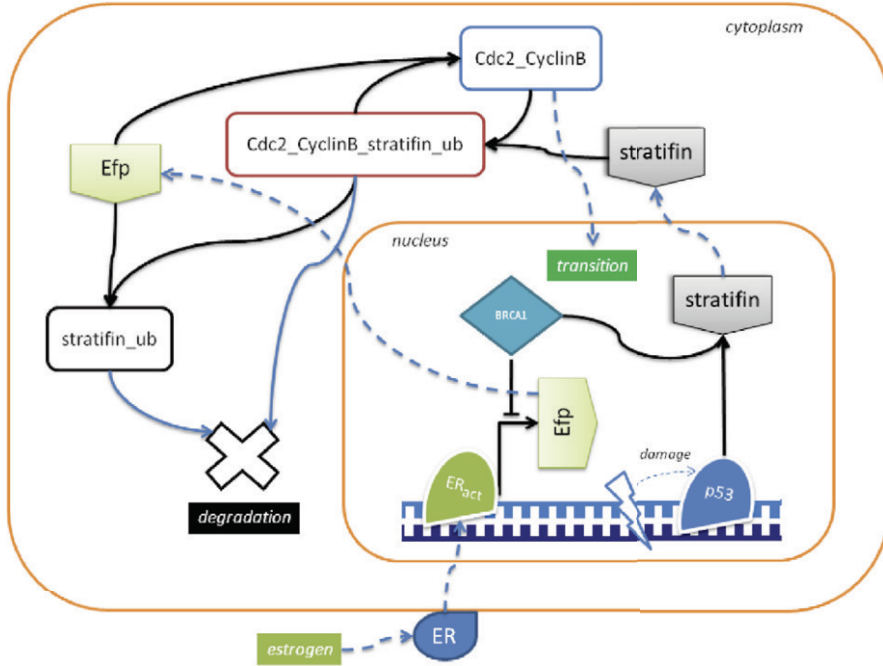 cytoplasm
Cdc2_CyclinB
Cdc2_CyclinB_stratifin_ub
stratifin
Efp
nucleus
transition
stratifin
BRCA1
stratifin_ub
Efp
damage
ERact
p53
degradation
estrogen
ER